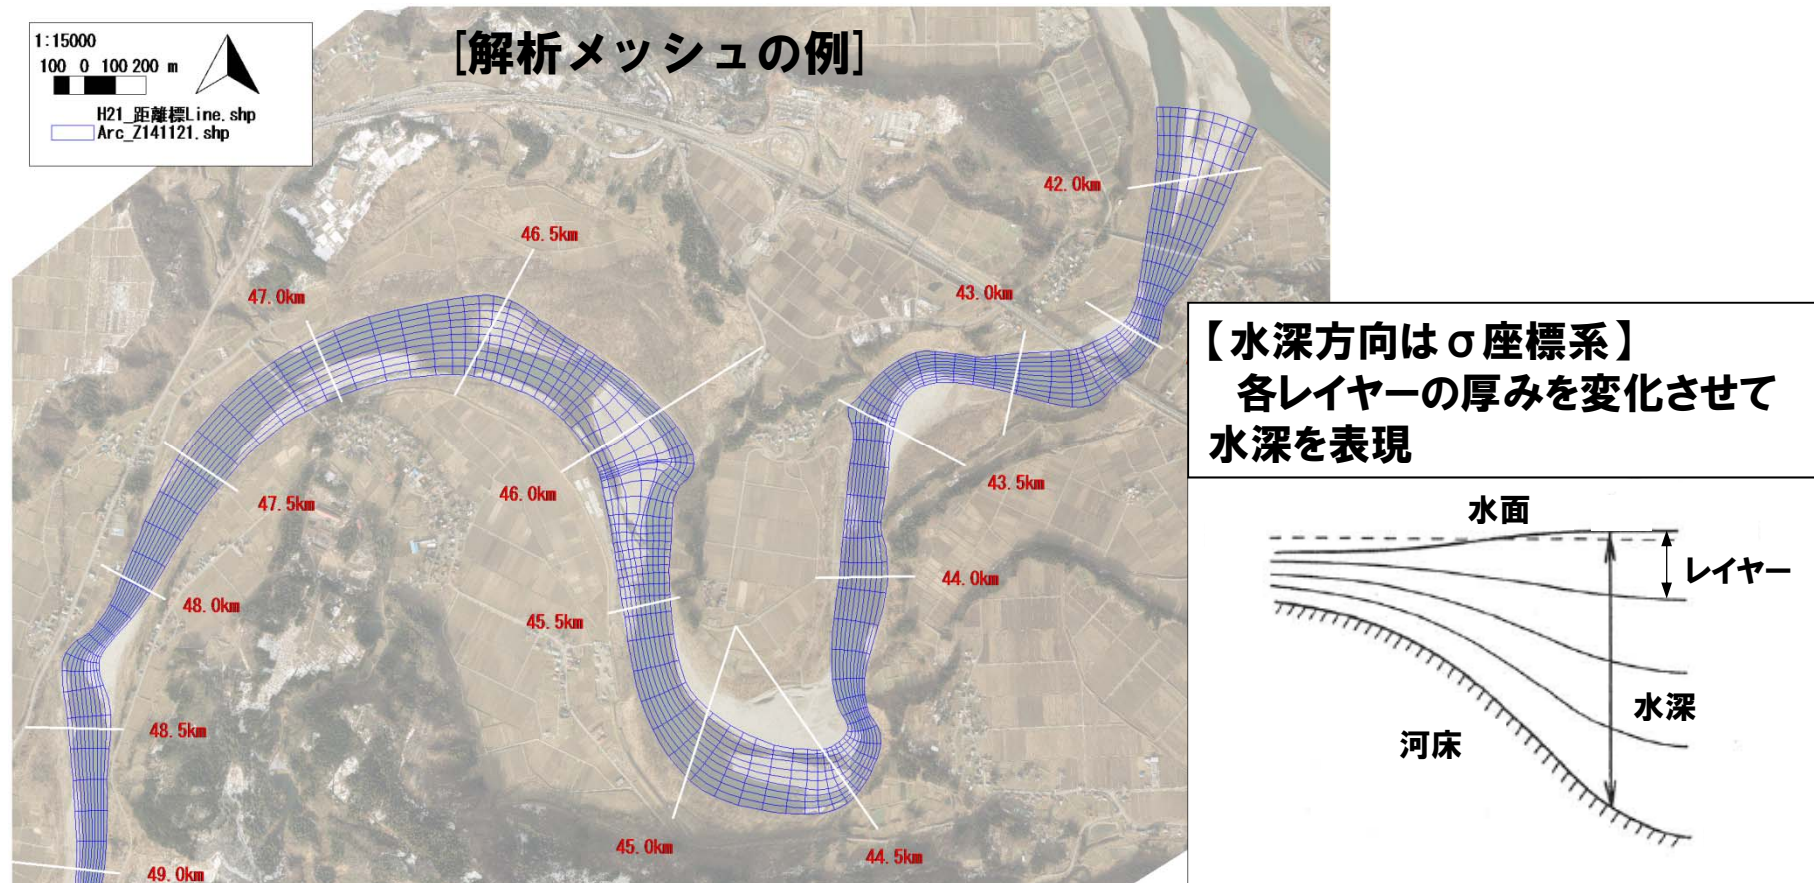 [解析メッシュの例]
1:15000
100 0 100 200 m
H21_距離標Line.shp
Arc_Z141121.shp
42.0km
46.5km
47.0km
43.0km
47.5km
46.0km
43.5km
48.0km
45.5km
44.0km
48.5km
45.0km
44.5km
49.0km
【水深方向はσ座標系】
各レイヤーの厚みを変化させて
水深を表現
水面
レイヤー
水深
河床